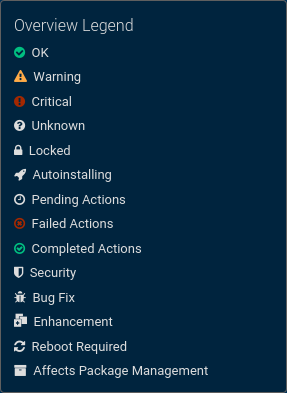 Overview Legend
OK
Warning
Critical
Unknown
Locked
Autoinstalling
Pending Actions
Failed Actions
Completed Actions
Security
Bug Fix
Enhancement
Reboot Required
Affects Package Management